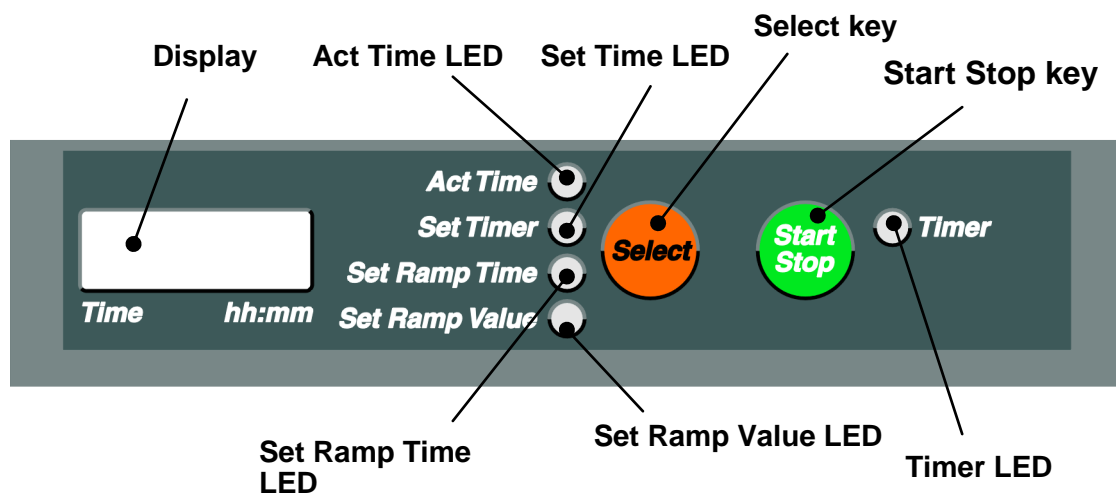 Select key
Display
Act Time LED
Set Time LED
Start Stop key
Act Time
Set Timer
Select
Start
Stop
Timer
Set Ramp Time
Time
hh:mm
Set Ramp Value
Set Ramp Time
LED
Set Ramp Value LED
Timer LED